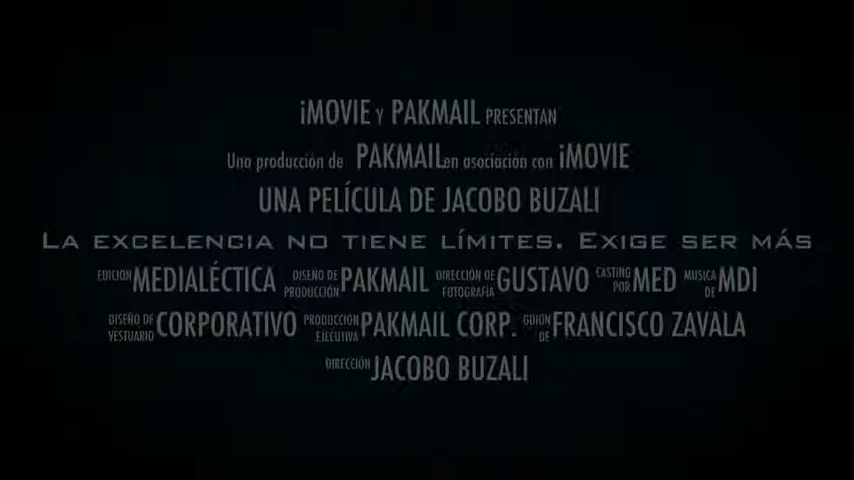 iMOVIE Y PAKMAIL PRESENTAN
Una producción de PAKMAIL en asociación con iMOVIE
UNA PELÍCULA DE JACOBO BUZALI
LA EXCELENCIA NO TIENE LÍMITES. EXIGE SER MÁS
EDICIÓN MEDIALÉCTICA DISEÑO DE PRODUCCIÓN PAKMAIL DIRECCIÓN DE FOTOGRAFÍA GUSTAVO CASTING POR MED MUSICA DE MDI
DISEÑO DE VESTUARIO CORPORATIVO PRODUCCIÓN EJECUTIVA PAKMAIL CORP. GUIÓN DE FRANCISCO ZAVALA
DIRECCIÓN JACOBO BUZALI